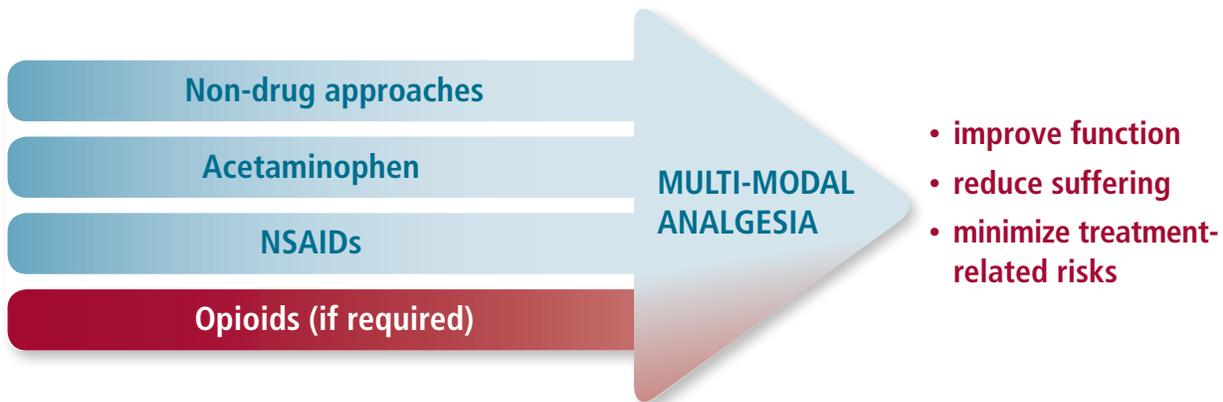 Non-drug approaches
Acetaminophen
NSAIDs
Opioids (if required)
MULTI-MODAL
ANALGESIA
• improve function
• reduce suffering
• minimize treatment-
related risks